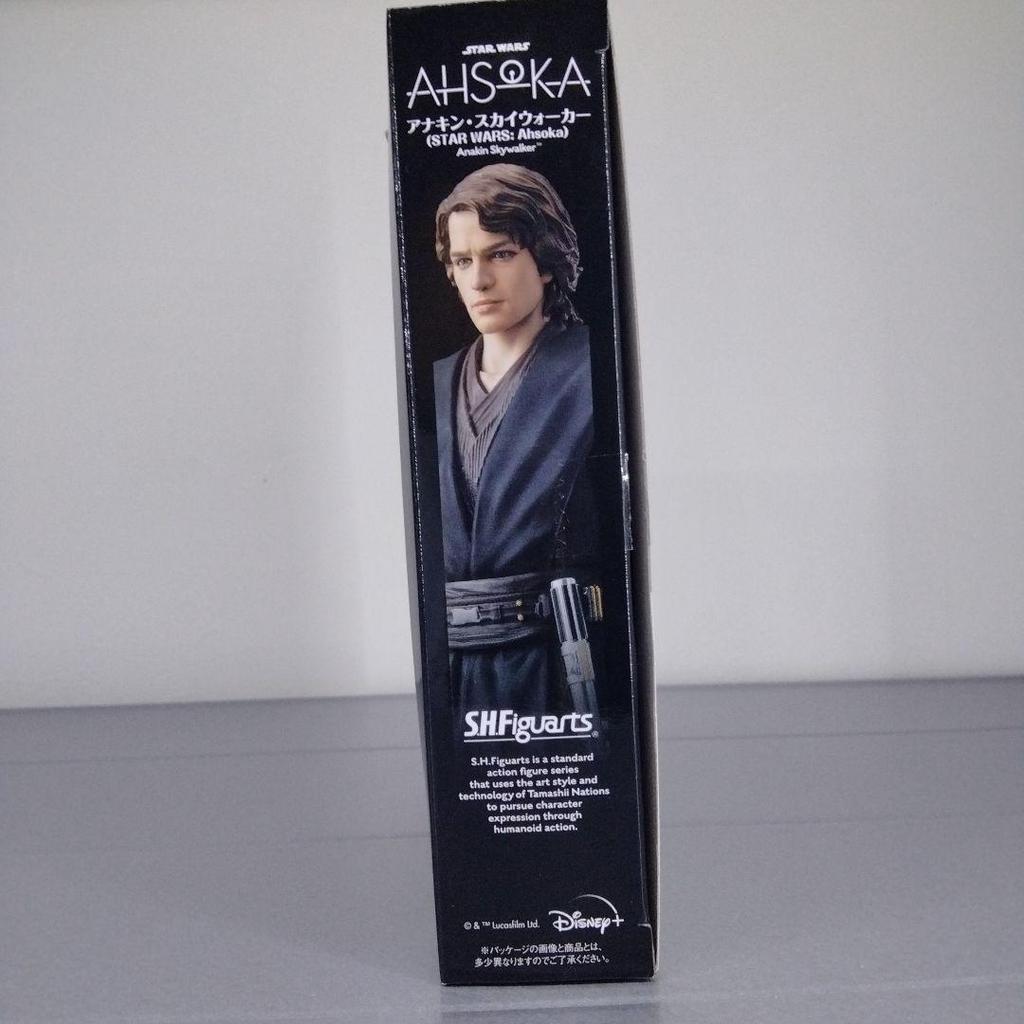 STAR WARS
AHSOKA
アナキン・スカイウォーカー
(STAR WARS: Ahsoka)
Anakin Skywalker™
S.H.Figuarts®
S.H.Figuarts is a standard
action figure series
that uses the art style and
technology of Tamashii Nations
to pursue character
expression through
humanoid action.
© & ™ Lucasfilm Ltd. Disney+
※パッケージの画像と商品とは、
多少異なりますのでご了承ください。